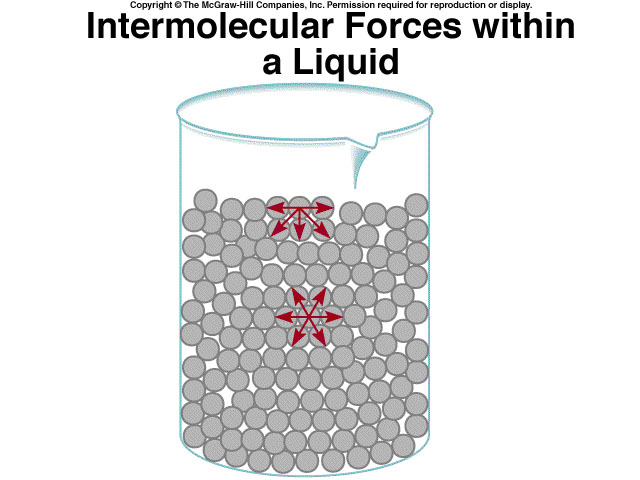 Copyright © The McGraw-Hill Companies, Inc. Permission required for reproduction or display.
Intermolecular Forces within
a Liquid